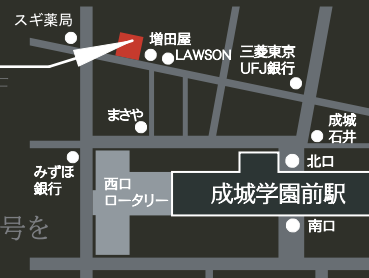 スギ薬局
増田屋
LAWSON
三菱東京
UFJ銀行
まさや
成城
石井
みずほ
銀行
西口
ロータリー
北口
成城学園前駅
南口
号を